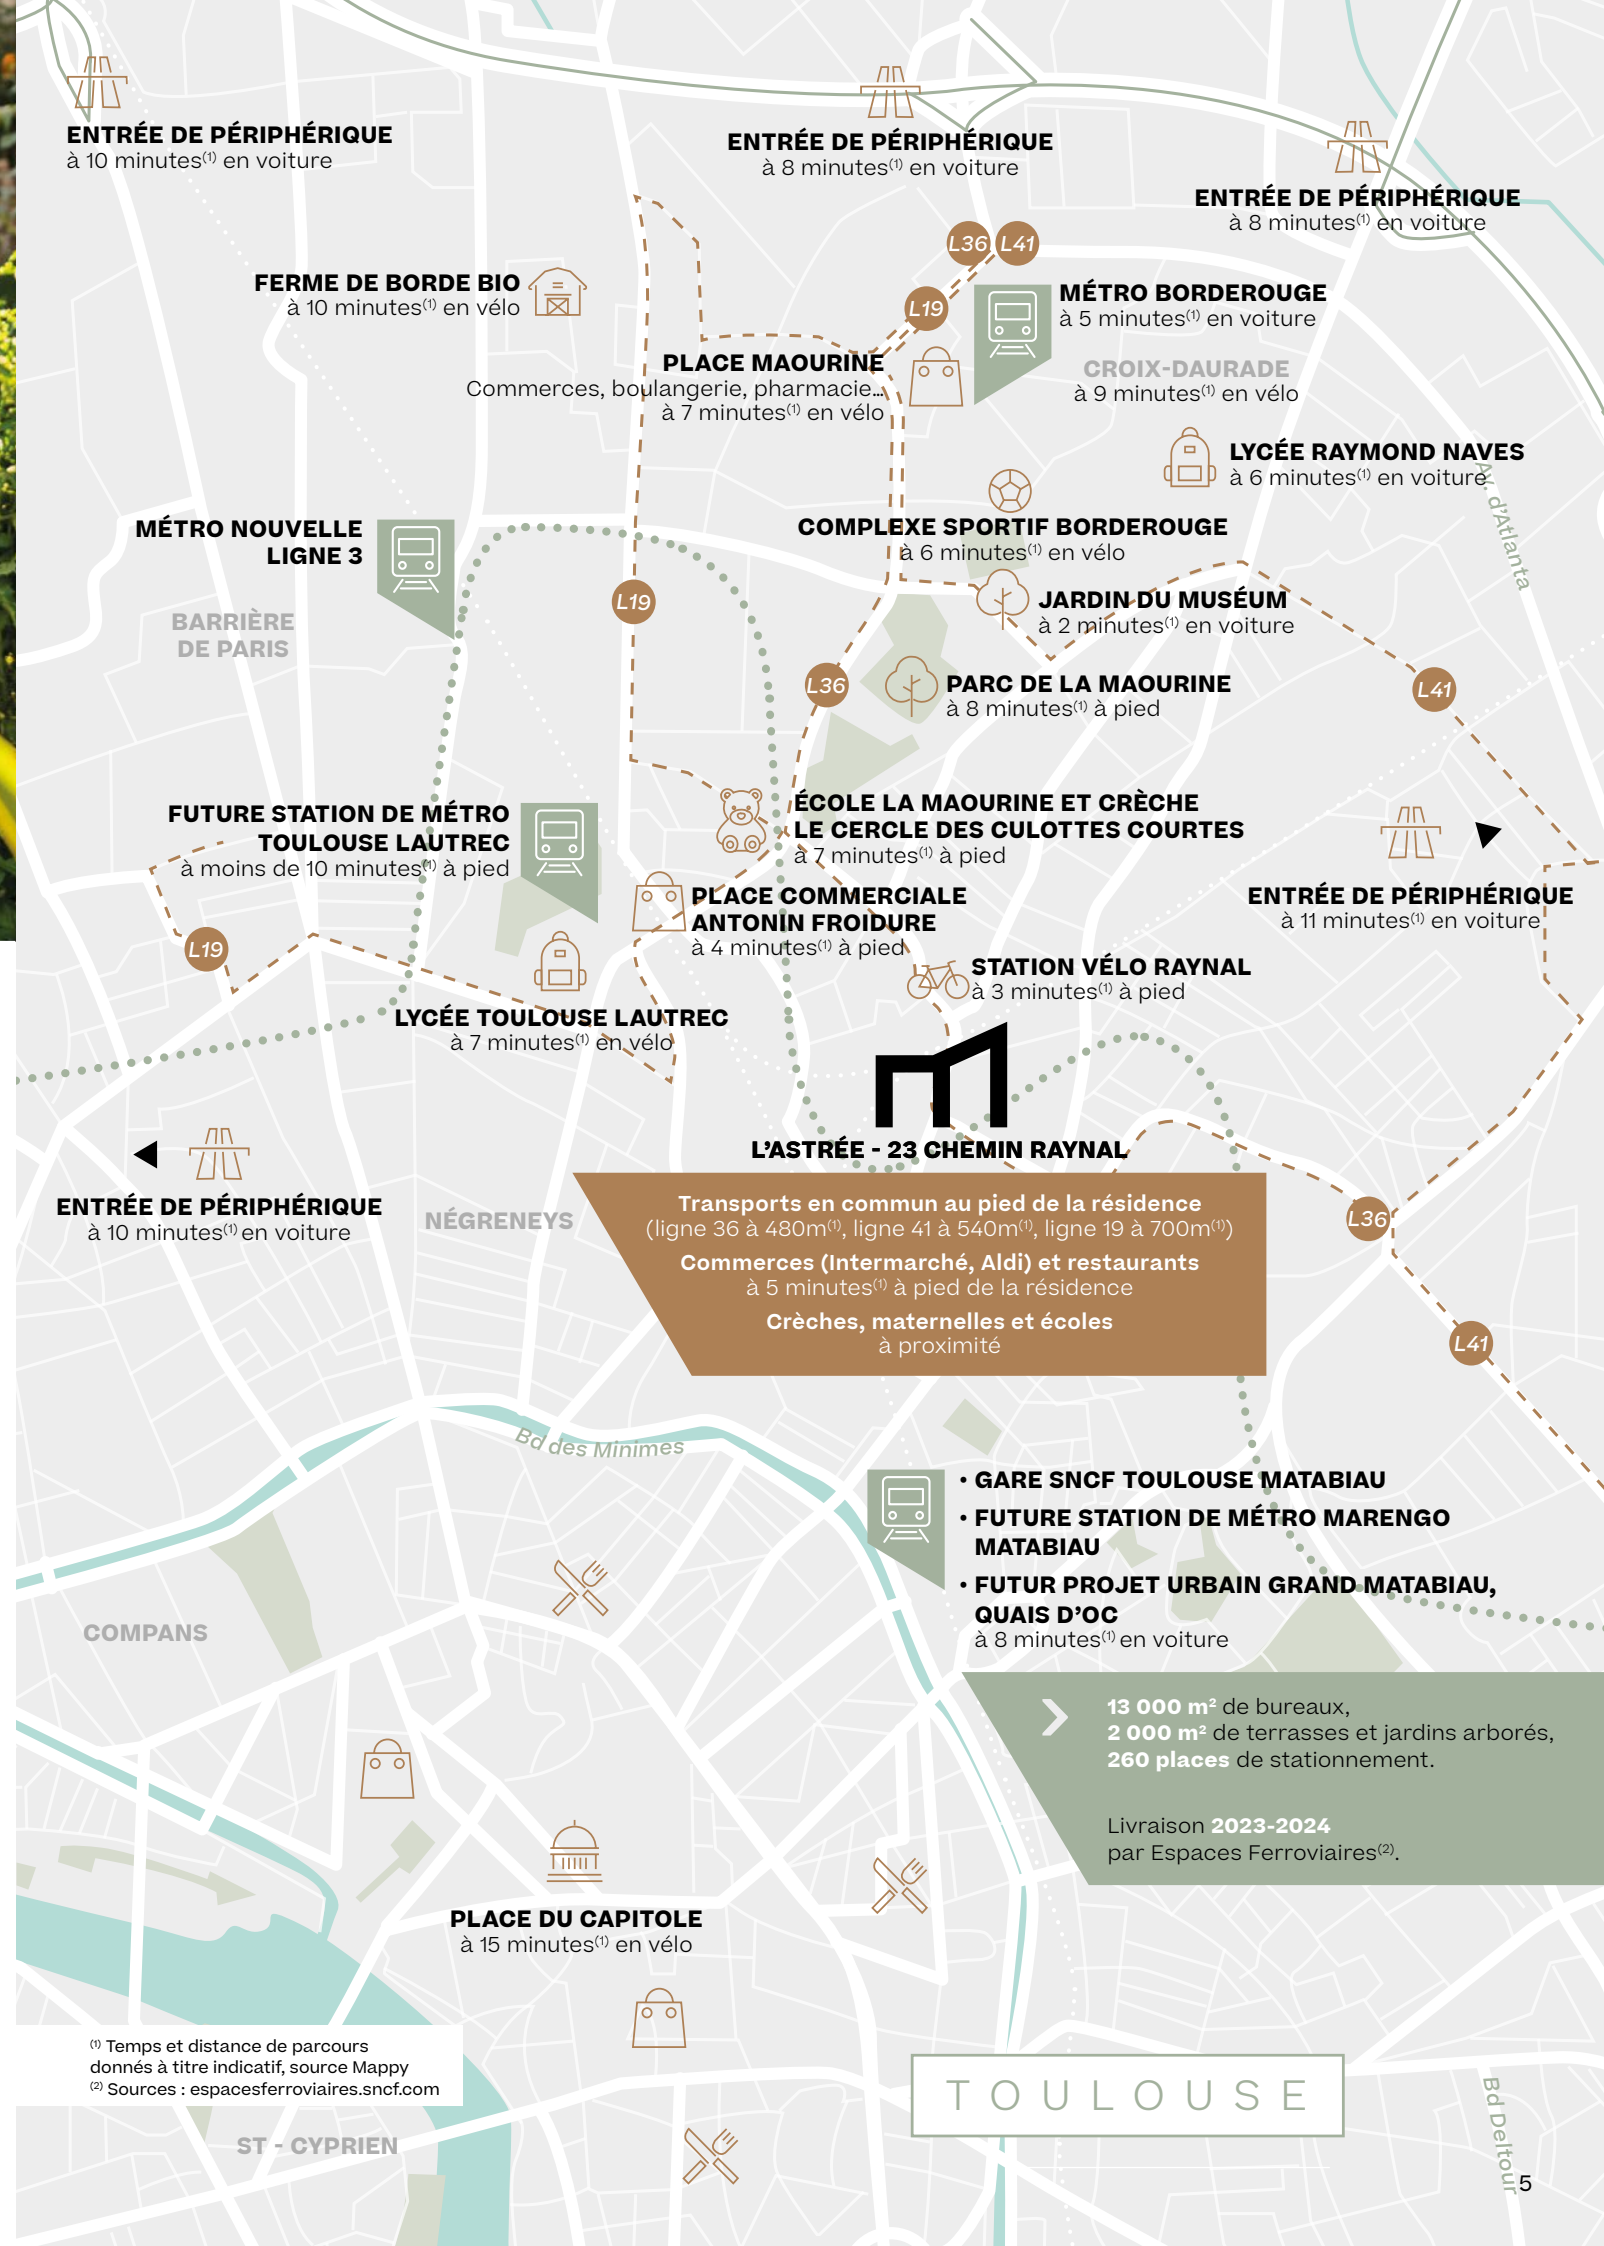 ENTRÉE DE PÉRIPHÉRIQUE
à 10 minutes(1) en voiture
ENTRÉE DE PÉRIPHÉRIQUE
à 8 minutes(1) en voiture
ENTRÉE DE PÉRIPHÉRIQUE
à 8 minutes(1) en voiture
L36
L41
FERME DE BORDE BIO
à 10 minutes(1) en vélo
L19
MÉTRO BORDEROUGE
à 5 minutes(1) en voiture
PLACE MAOURINE
Commerces, boulangerie, pharmacie...
à 7 minutes(1) en vélo
CROIX-DAURADE
à 9 minutes(1) en vélo
LYCÉE RAYMOND NAVES
à 6 minutes(1) en voiture
Av. d'Atlanta
MÉTRO NOUVELLE
LIGNE 3
COMPLEXE SPORTIF BORDEROUGE
à 6 minutes(1) en vélo
L19
JARDIN DU MUSÉUM
à 2 minutes(1) en voiture
BARRIÈRE
DE PARIS
L36
PARC DE LA MAOURINE
à 8 minutes(1) à pied
L41
FUTURE STATION DE MÉTRO
TOULOUSE LAUTREC
à moins de 10 minutes(1) à pied
ÉCOLE LA MAOURINE ET CRÈCHE
LE CERCLE DES CULOTTES COURTES
à 7 minutes(1) à pied
PLACE COMMERCIALE
ANTONIN FROIDURE
à 4 minutes(1) à pied
ENTRÉE DE PÉRIPHÉRIQUE
à 11 minutes(1) en voiture
L19
STATION VÉLO RAYNAL
à 3 minutes(1) à pied
LYCÉE TOULOUSE LAUTREC
à 7 minutes(1) en vélo
L'ASTRÉE - 23 CHEMIN RAYNAL
ENTRÉE DE PÉRIPHÉRIQUE
à 10 minutes(1) en voiture
NÉGRENEYS
Transports en commun au pied de la résidence
(ligne 36 à 480m(1), ligne 41 à 540m(1), ligne 19 à 700m(1))
Commerces (Intermarché, Aldi) et restaurants
à 5 minutes(1) à pied de la résidence
Crèches, maternelles et écoles
à proximité
L36
L41
Bd des Minimes
• GARE SNCF TOULOUSE MATABIAU
• FUTURE STATION DE MÉTRO MARENGO
MATABIAU
• FUTUR PROJET URBAIN GRAND MATABIAU,
QUAIS D'OC
à 8 minutes(1) en voiture
COMPANS
13 000 m² de bureaux,
2 000 m² de terrasses et jardins arborés,
260 places de stationnement.
Livraison 2023-2024
par Espaces Ferroviaires(2).
PLACE DU CAPITOLE
à 15 minutes(1) en vélo
(1) Temps et distance de parcours
donnés à titre indicatif, source Mappy
(2) Sources : espacesferroviaires.sncf.com
TOULOUSE
ST - CYPRIEN
Bd Deltour
5